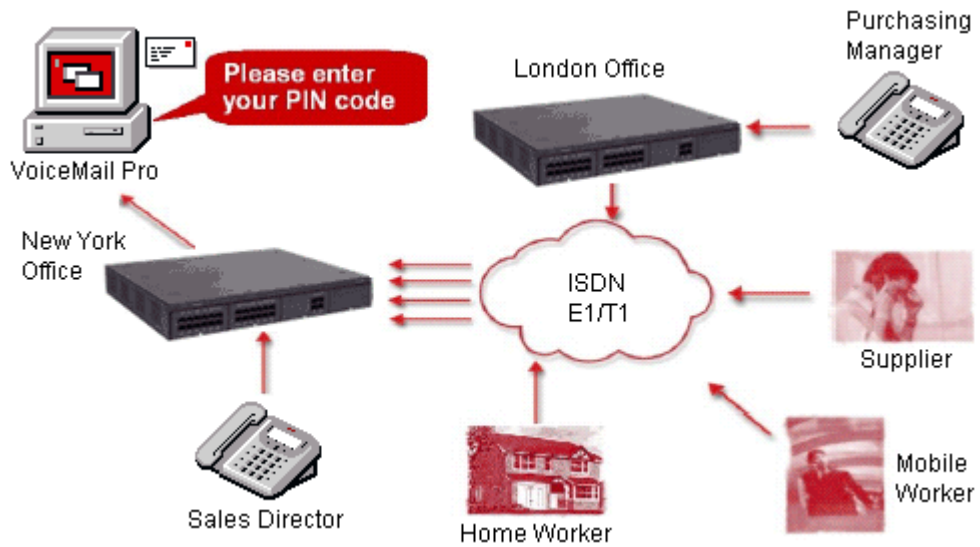 Purchasing
Manager
London Office
Please enter
your PIN code
VoiceMail Pro
New York
Office
ISDN
E1/T1
Supplier
Mobile
Worker
Sales Director
Home Worker